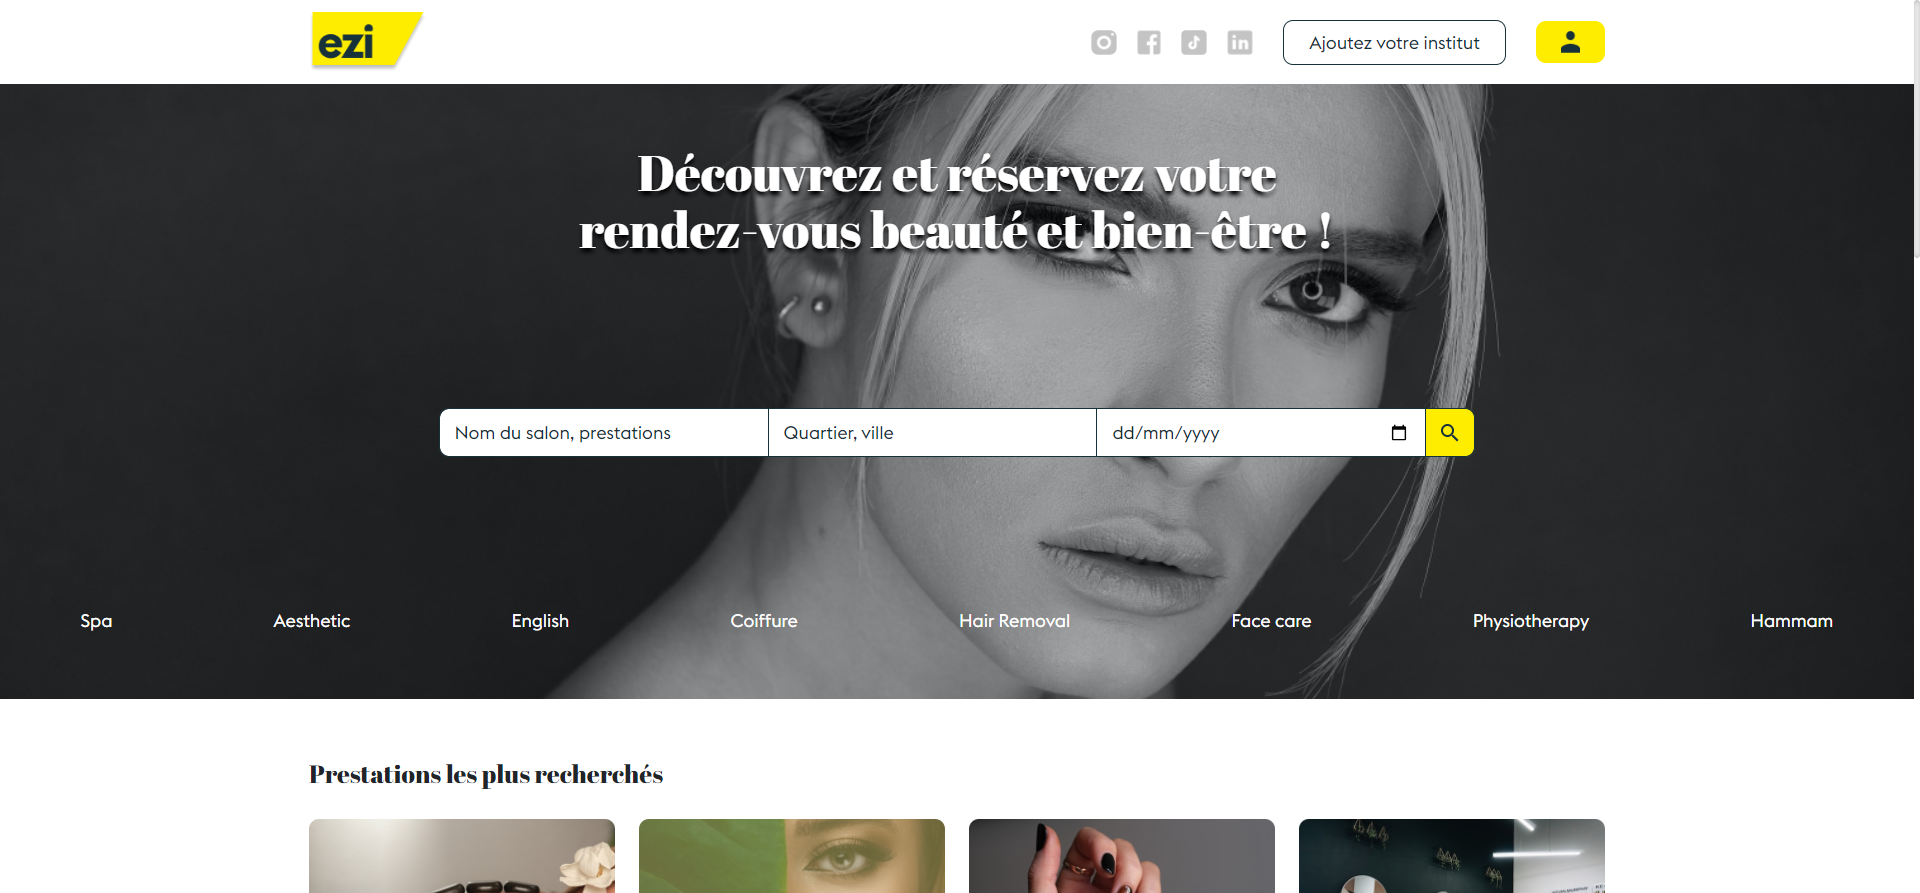 ezi
Ajoutez votre institut
Découvrez et réservez votre
rendez-vous beauté et bien-être !
Nom du salon, prestations
Quartier, ville
dd/mm/yyyy
Spa
Aesthetic
English
Coiffure
Hair Removal
Face care
Physiotherapy
Hammam
Prestations les plus recherchés